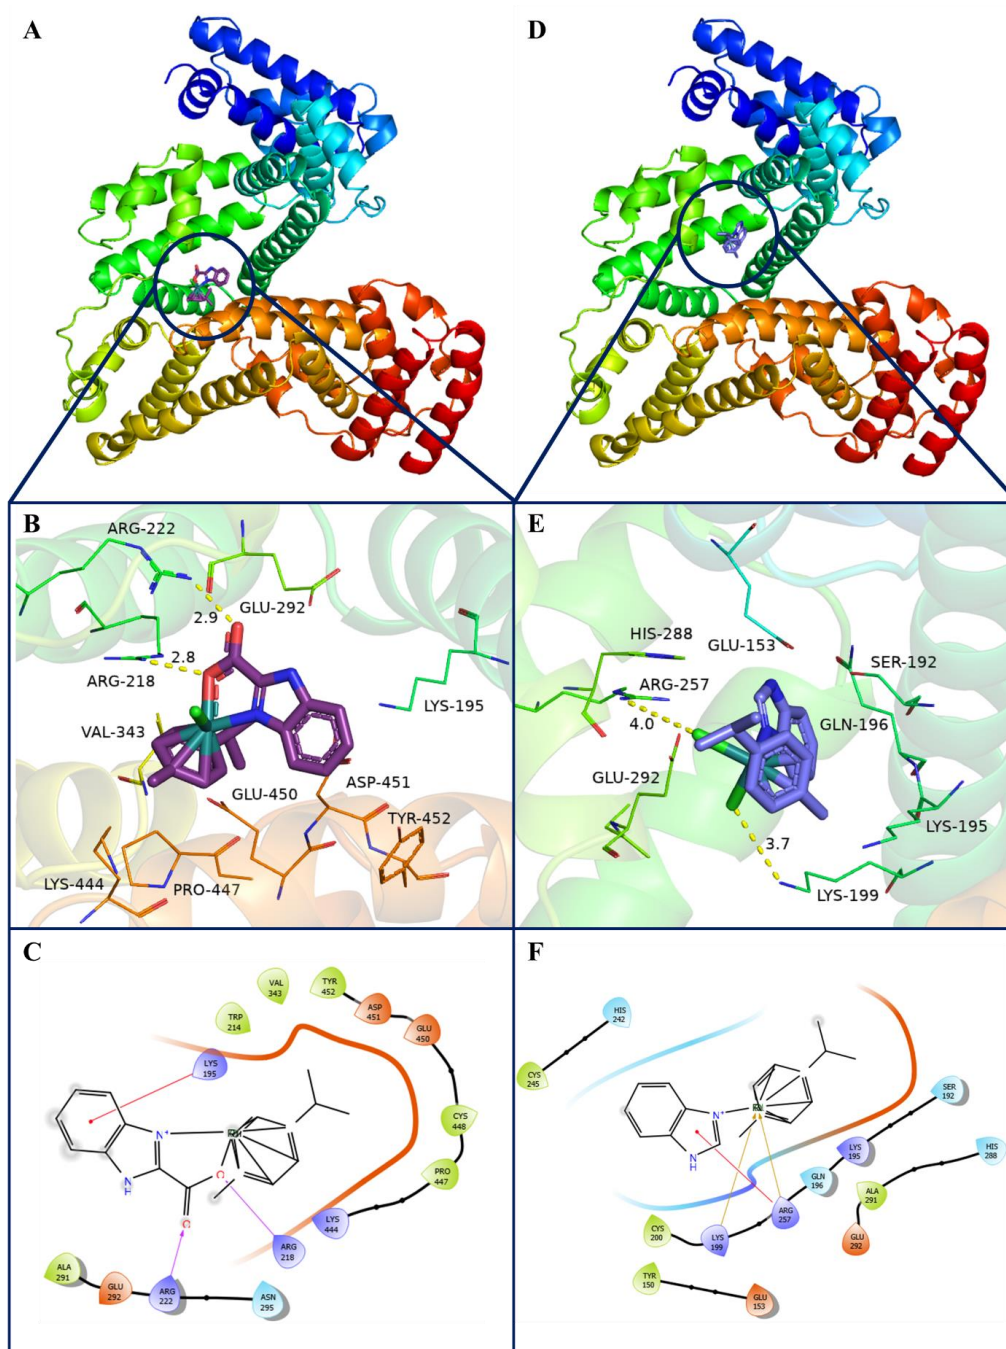 A
D
B
ARG-222
2.9
GLU-292
2.8
ARG-218
LYS-195
VAL-343
GLU-450
ASP-451
TYR-452
LYS-444
PRO-447
E
HIS-288
GLU-153
SER-192
ARG-257
GLN-196
4.0
GLU-292
LYS-195
3.7
LYS-199
C
VAL
343
TYR
452
TRP
214
ASP
451
GLU
450
LYS
195
N+
NH
O
CYS
448
PRO
447
LYS
444
ARG
218
ALA
291
GLU
292
ARG
222
ASN
295
F
HIS
242
CYS
245
SER
192
N+
Ru
NH
LYS
195
HIS
288
GLN
196
ALA
291
ARG
257
CYS
200
LYS
199
GLU
292
TYR
150
GLU
153